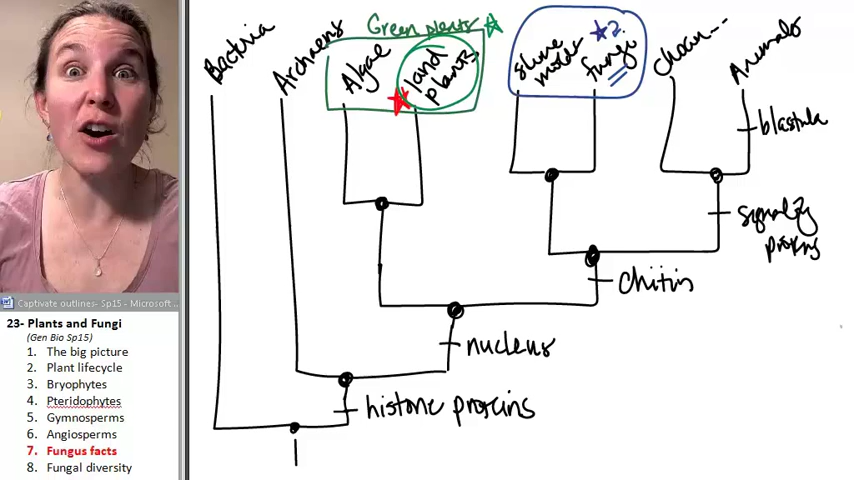 Bacteria
Archaens
Green plants
Algae
land
plants
slime
molds
2.
fungi
Choan---
Animals
blastula
signaling
proteins
chitin
nucleus
histone proteins
Captivate outlines- Sp15 - Microsoft...
23- Plants and Fungi
(Gen Bio Sp15)
1. The big picture
2. Plant lifecycle
3. Bryophytes
4. Pteridophytes
5. Gymnosperms
6. Angiosperms
7. Fungus facts
8. Fungal diversity